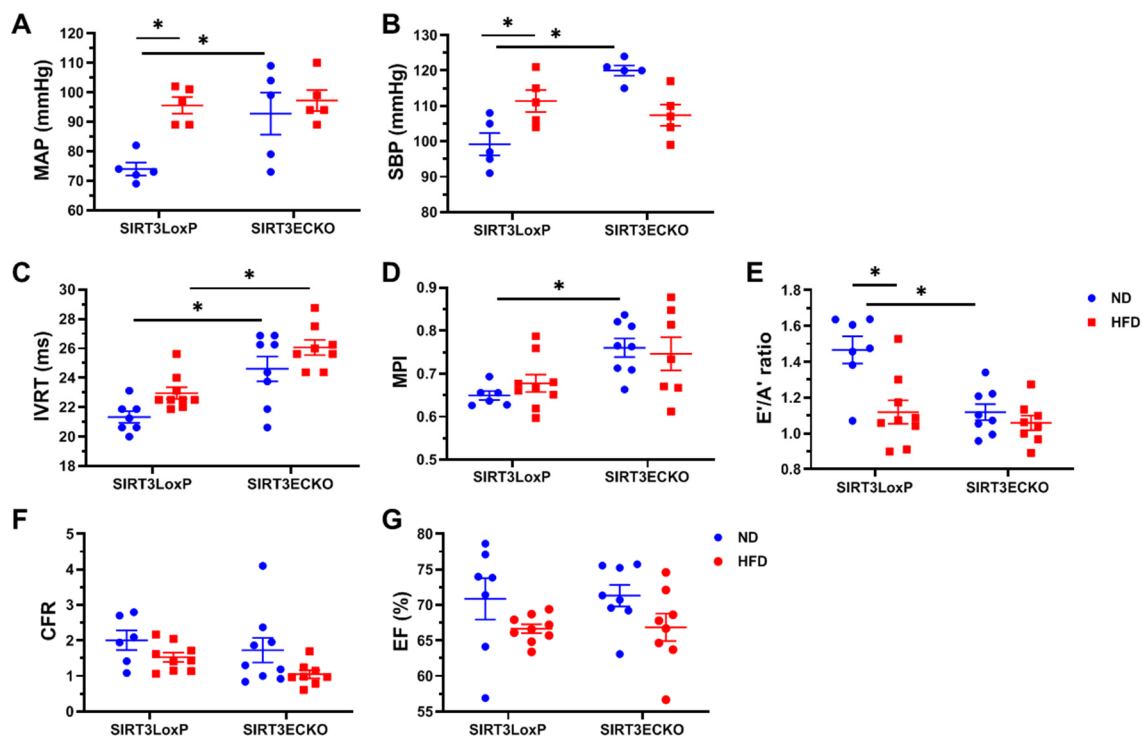 A
MAP (mmHg)
120
110
100
90
80
70
60
*
*
SIRT3LoxP
SIRT3ECKO
B
SBP (mmHg)
130
120
110
100
90
80
*
*
SIRT3LoxP
SIRT3ECKO
C
IVRT (ms)
30
28
26
24
22
20
18
*
*
SIRT3LoxP
SIRT3ECKO
D
MPI
0.9
0.8
0.7
0.6
0.5
*
SIRT3LoxP
SIRT3ECKO
E
E'/A' ratio
1.8
1.6
1.4
1.2
1.0
0.8
*
*
SIRT3LoxP
SIRT3ECKO
ND
HFD
F
CFR
5
4
3
2
1
0
SIRT3LoxP
SIRT3ECKO
G
EF (%)
80
75
70
65
60
55
SIRT3LoxP
SIRT3ECKO
ND
HFD